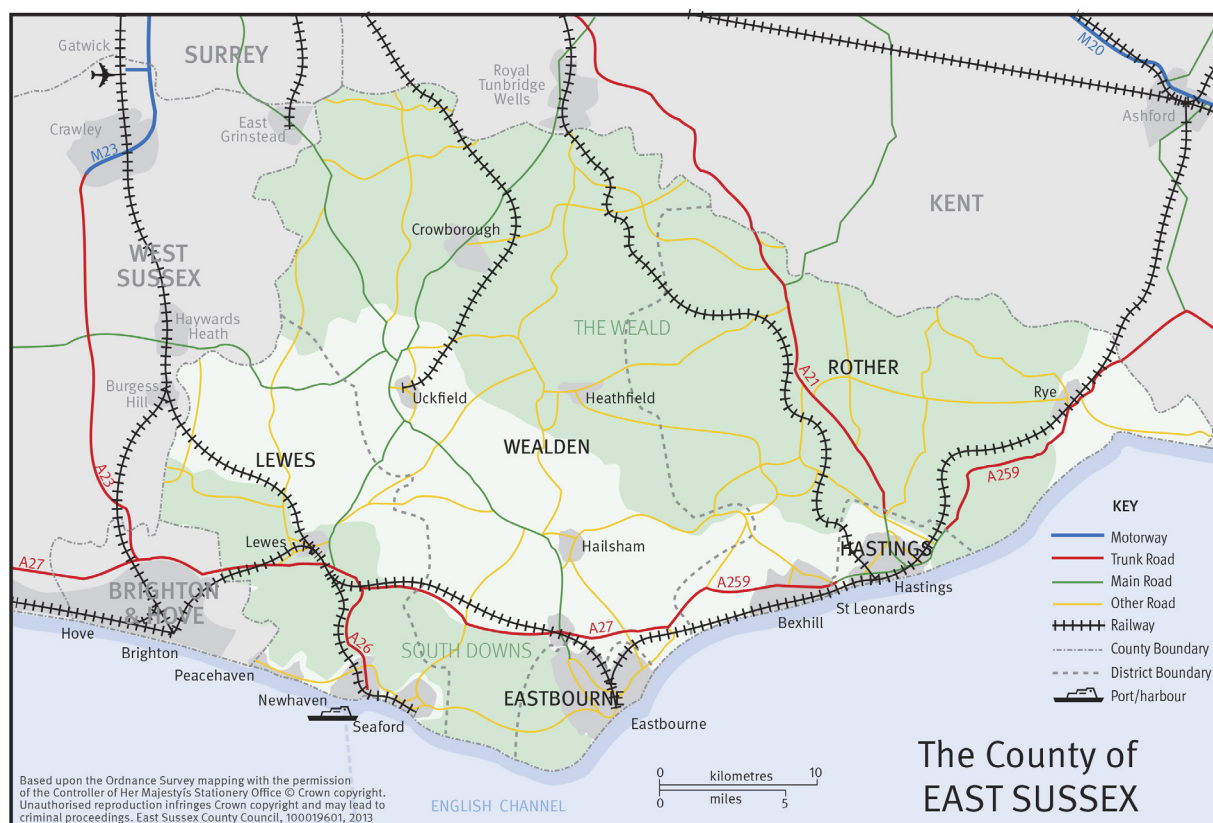 Gatwick
SURREY
M20
Royal
Tunbridge
Wells
Crawley
East
Grinstead
Ashford
M23
KENT
Crowborough
WEST
SUSSEX
Haywards
Heath
THE WEALD
ROTHER
A21
Burgess
Hill
Uckfield
Heathfield
Rye
WEALDEN
LEWES
A23
A259
KEY
Motorway
Trunk Road
Main Road
Other Road
Railway
County Boundary
District Boundary
Port/harbour
Lewes
Hailsham
HASTINGS
Hastings
A27
A259
St Leonards
Bexhill
BRIGHTON
& HOVE
Hove
Brighton
A27
A26
SOUTH DOWNS
Peacehaven
Newhaven
Seaford
EASTBOURNE
Eastbourne
The County of
EAST SUSSEX
0 kilometres 10
0 miles 5
ENGLISH CHANNEL
Based upon the Ordnance Survey mapping with the permission
of the Controller of Her Majestyís Stationery Office © Crown copyright.
Unauthorised reproduction infringes Crown copyright and may lead to
criminal proceedings. East Sussex County Council, 100019601, 2013